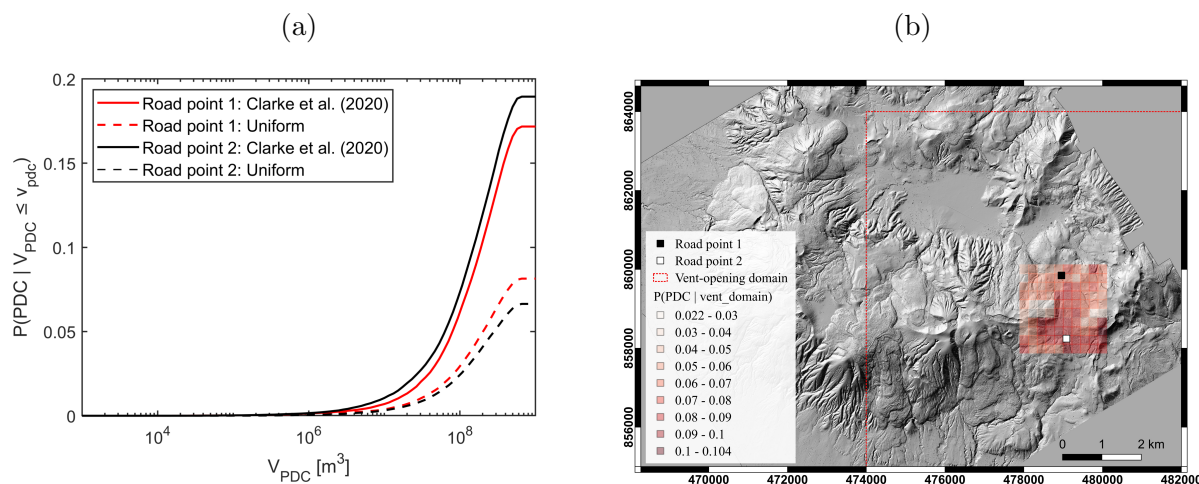 (a)
(b)
0.2
0.15
0.1
0.05
0
P(PDC | V_PDC ≤ v_pdc)
Road point 1: Clarke et al. (2020)
Road point 1: Uniform
Road point 2: Clarke et al. (2020)
Road point 2: Uniform
10^4
10^6
10^8
V_PDC [m^3]
864000
862000
860000
858000
856000
Road point 1
Road point 2
Vent-opening domain
P(PDC | vent_domain)
0.022 - 0.03
0.03 - 0.04
0.04 - 0.05
0.05 - 0.06
0.06 - 0.07
0.07 - 0.08
0.08 - 0.09
0.09 - 0.1
0.1 - 0.104
0 1 2 km
470000 472000 474000 476000 478000 480000 482000